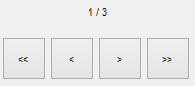 1 / 3
<< < > >>